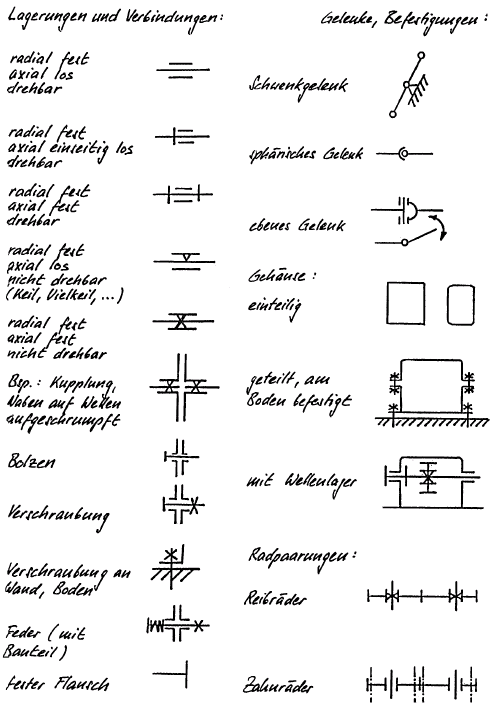 Lagerungen und Verbindungen:
radial fest
axial los
drehbar
radial fest
axial einseitig los
drehbar
radial fest
axial fest
drehbar
radial fest
axial los
nicht drehbar
(Keil, Vielkeil, ...)
radial fest
axial fest
nicht drehbar
Bsp.: Kupplung,
Naben auf Wellen
aufgeschrumpft
Bolzen
Verschraubung
Verschraubung an
Wand, Boden
Feder (mit
Bauteil)
fester Flansch
Gelenke, Befestigungen:
Schwenkgelenk
sphärisches Gelenk
ebenes Gelenk
Gehäuse:
einteilig
geteilt, am
Boden befestigt
mit Wellenlager
Radpaarungen:
Reibräder
Zahnräder